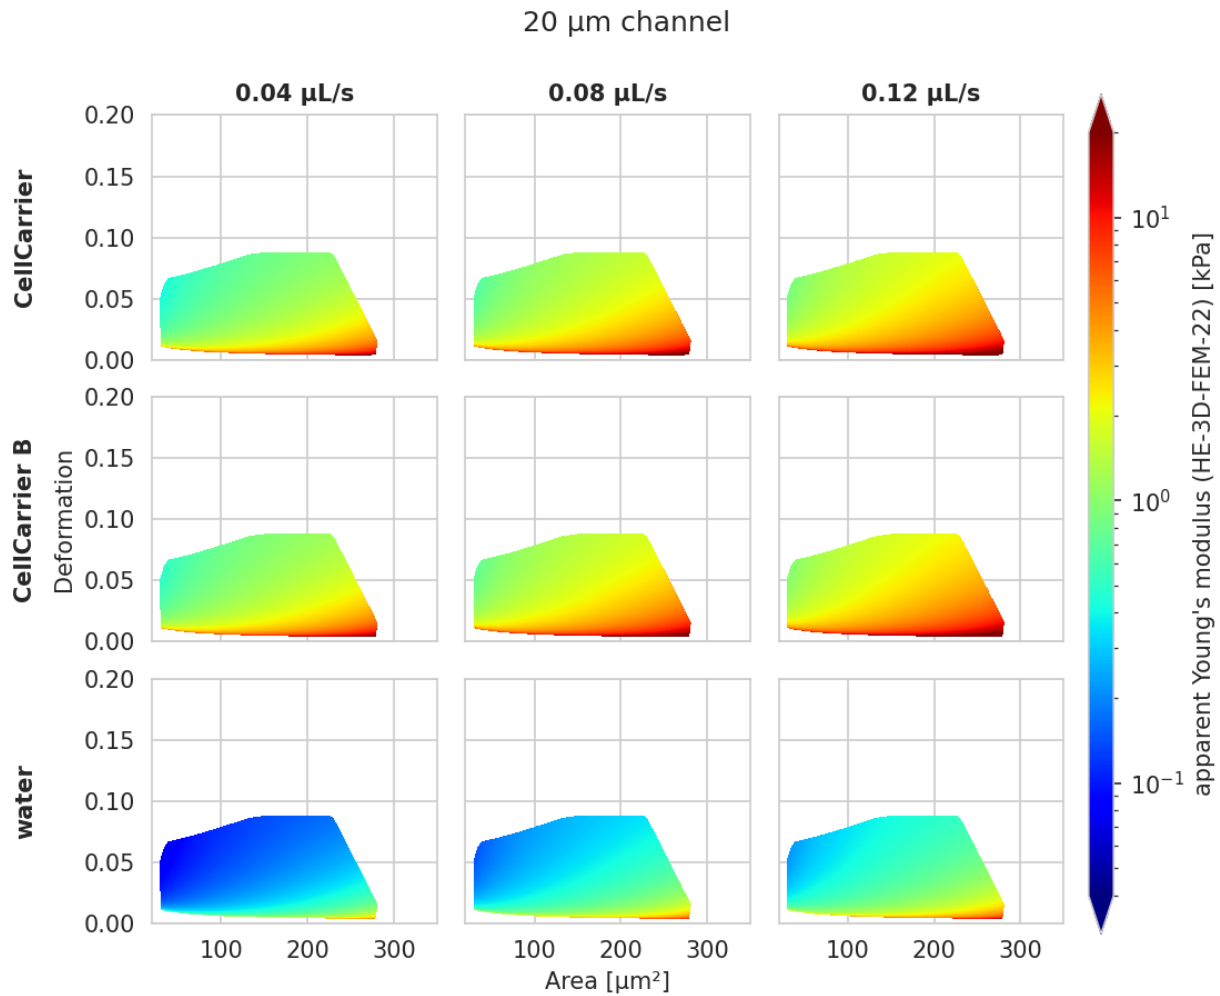 20 µm channel
0.04 µL/s
0.08 µL/s
0.12 µL/s
CellCarrier
0.20
0.15
0.10
0.05
0.00
CellCarrier B
Deformation
0.20
0.15
0.10
0.05
0.00
water
0.20
0.15
0.10
0.05
0.00
100 200 300
100 200 300
100 200 300
Area [µm²]
10¹
10⁰
10⁻¹
apparent Young's modulus (HE-3D-FEM-22) [kPa]